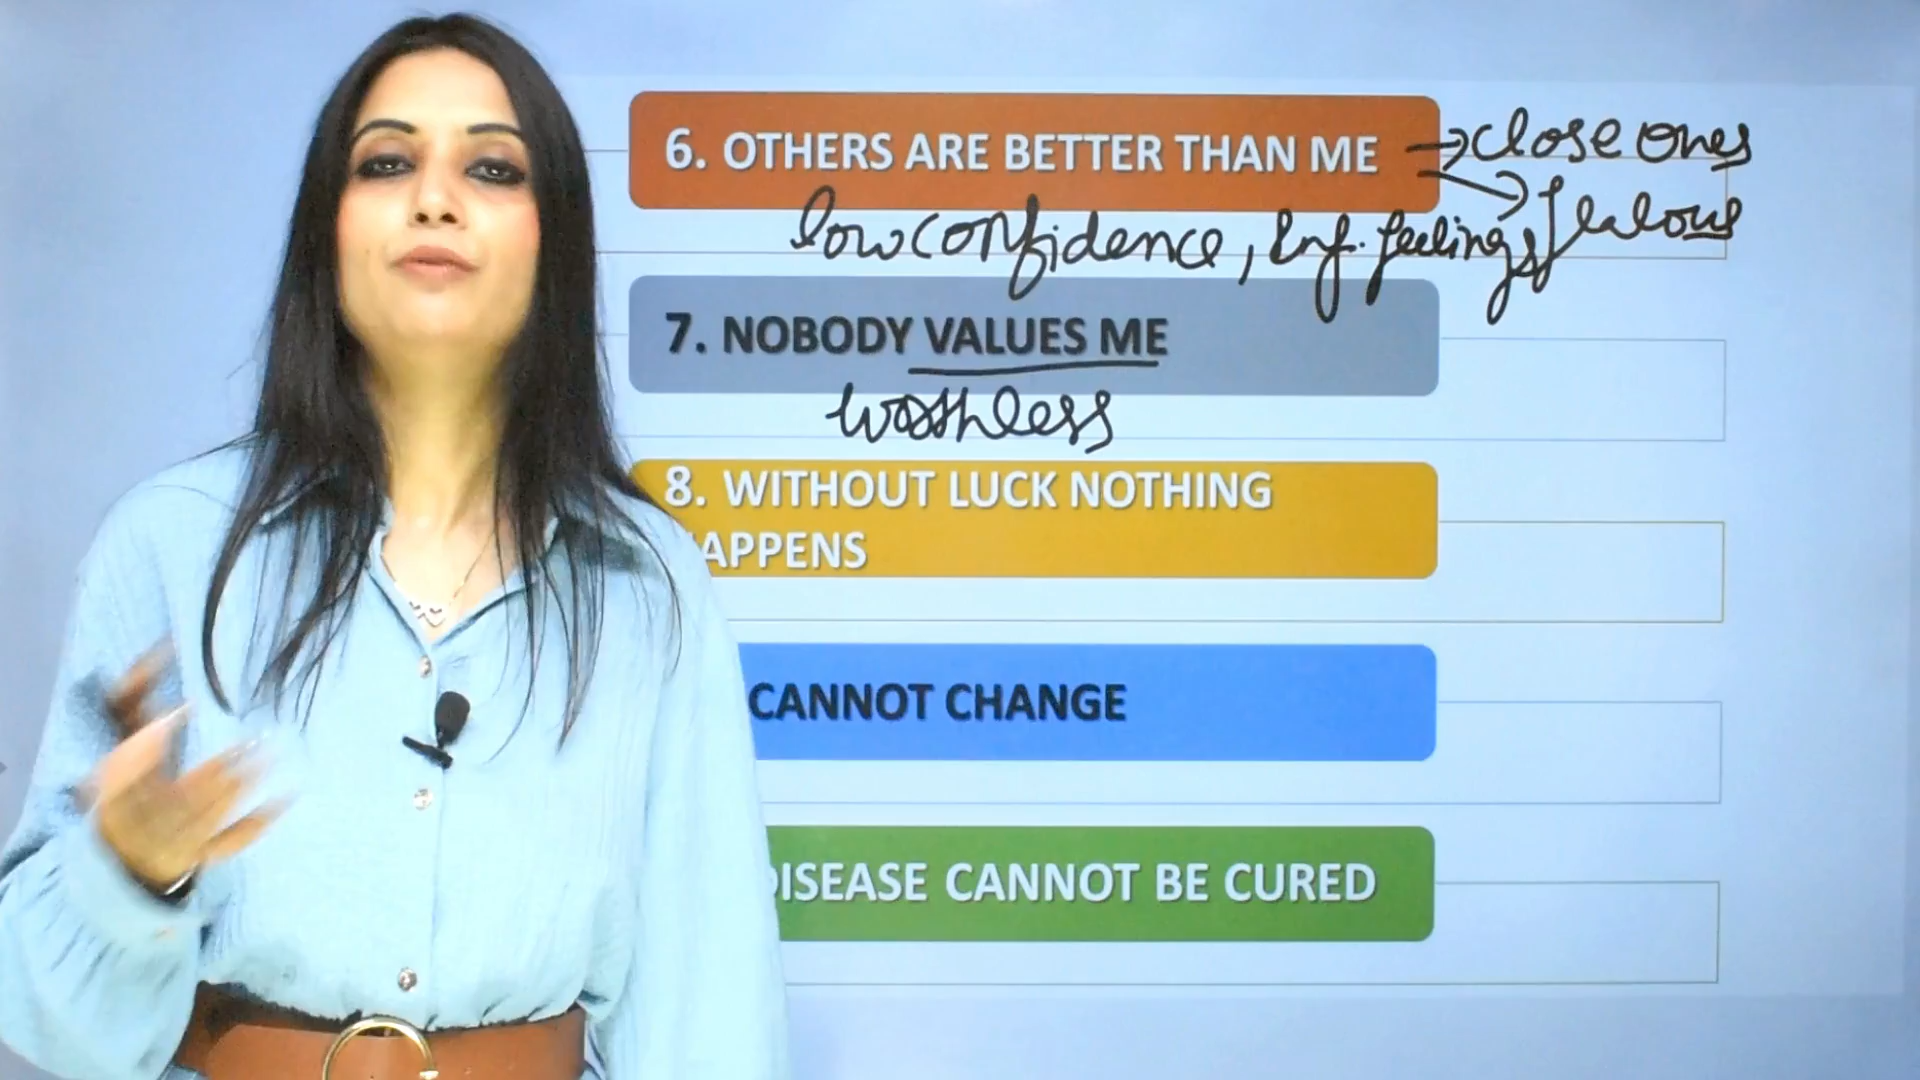 6. OTHERS ARE BETTER THAN ME → close ones
→ Jealous
low confidence, Inf. feelings
7. NOBODY VALUES ME
worthless
8. WITHOUT LUCK NOTHING
APPENS
CANNOT CHANGE
DISEASE CANNOT BE CURED